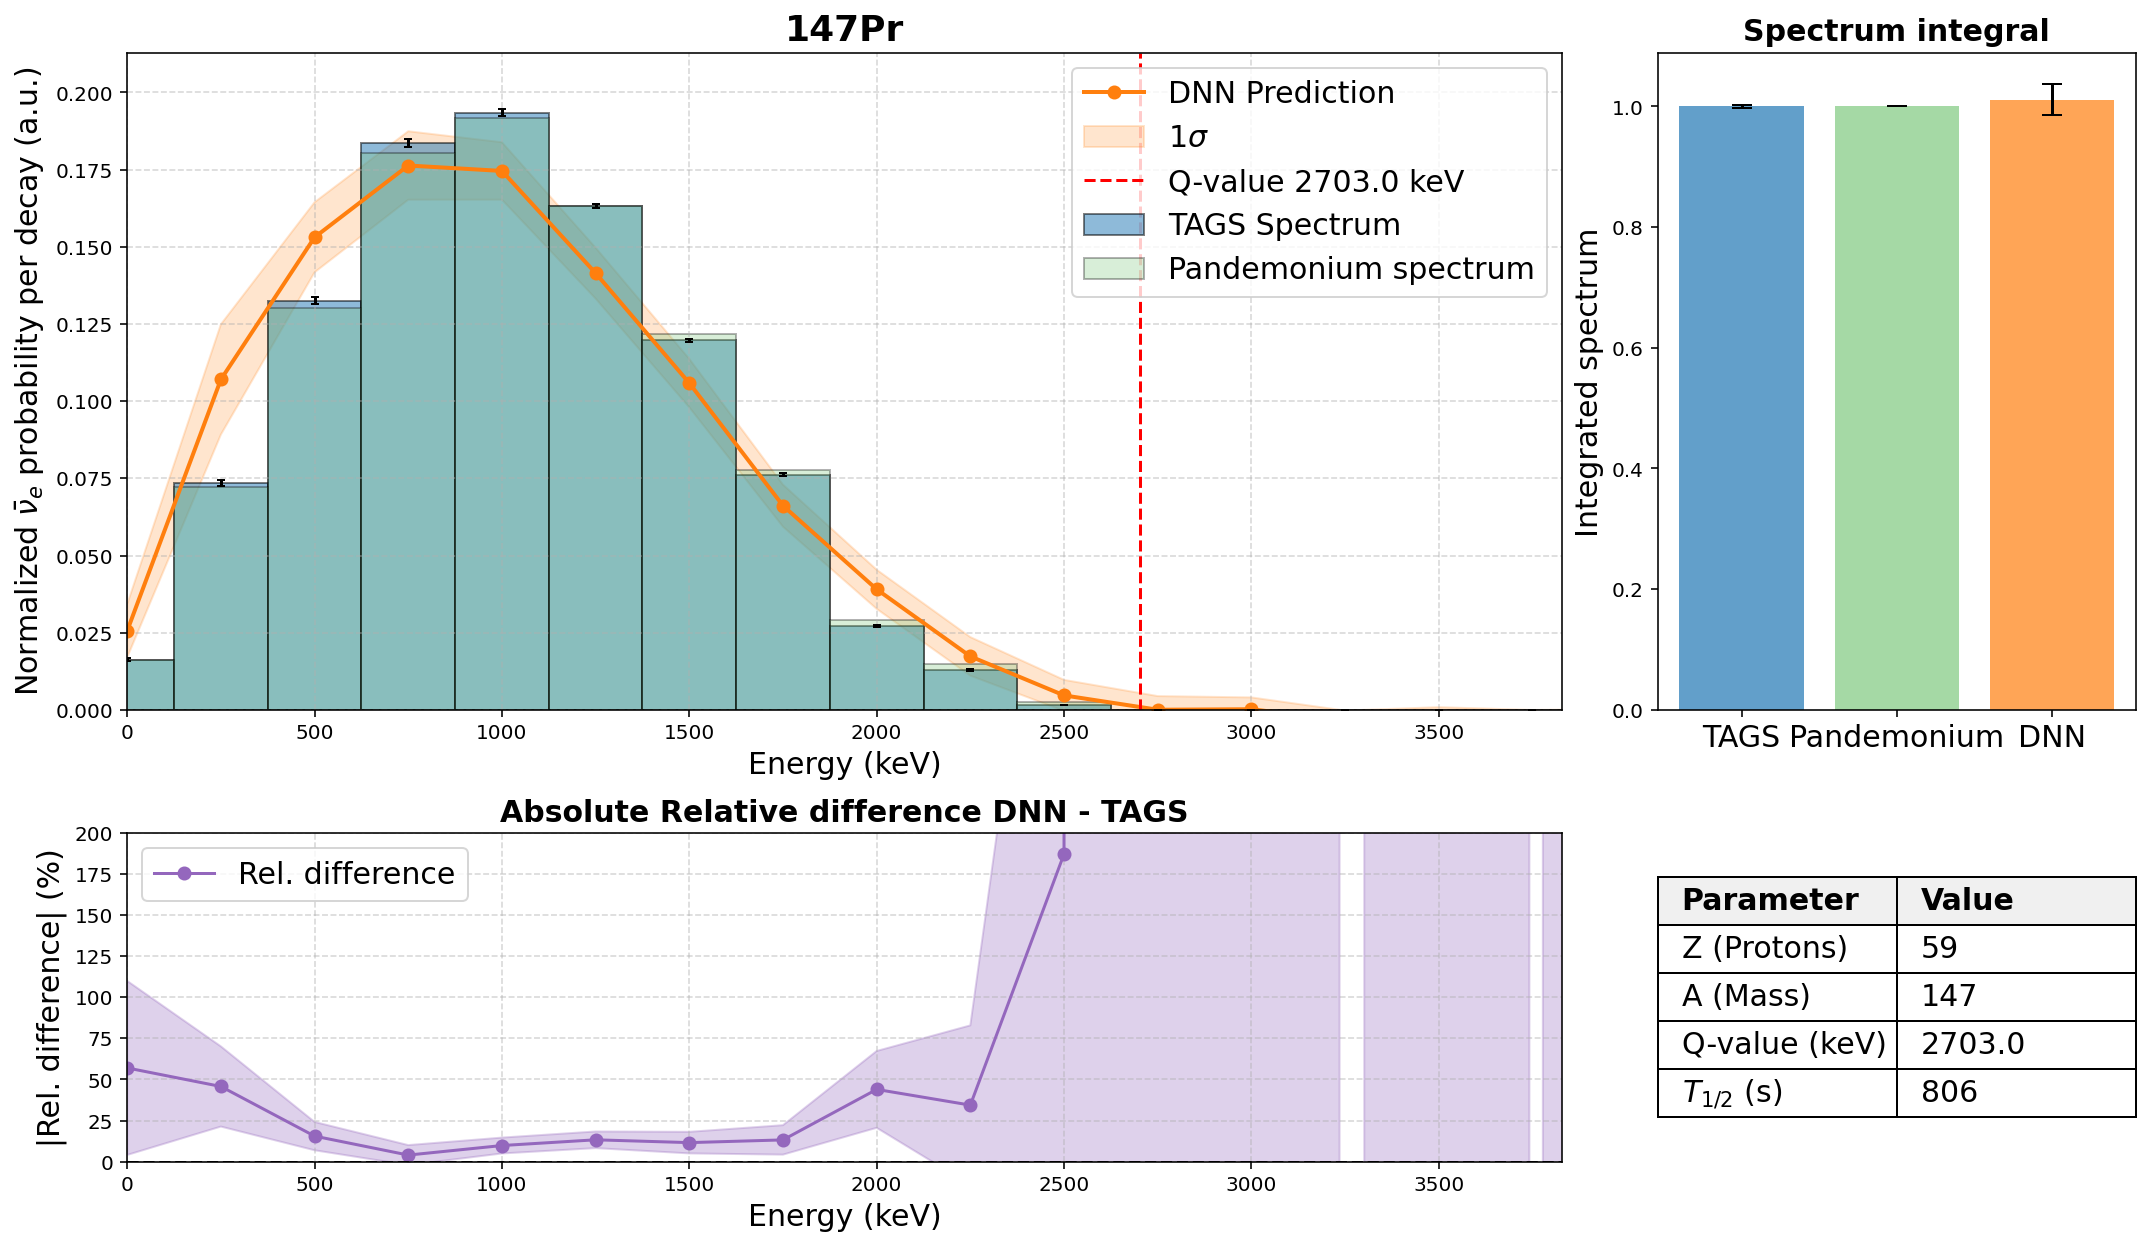 147Pr
Normalized ν̄e probability per decay (a.u.)
0.200
0.175
0.150
0.125
0.100
0.075
0.050
0.025
0.000
0 500 1000 1500 2000 2500 3000 3500
Energy (keV)
DNN Prediction
1σ
Q-value 2703.0 keV
TAGS Spectrum
Pandemonium spectrum
Spectrum integral
Integrated spectrum
1.0
0.8
0.6
0.4
0.2
0.0
TAGS Pandemonium DNN
Absolute Relative difference DNN - TAGS
|Rel. difference| (%)
200
175
150
125
100
75
50
25
0
Rel. difference
0 500 1000 1500 2000 2500 3000 3500
Energy (keV)
Parameter Value
Z (Protons) 59
A (Mass) 147
Q-value (keV) 2703.0
T1/2 (s) 806